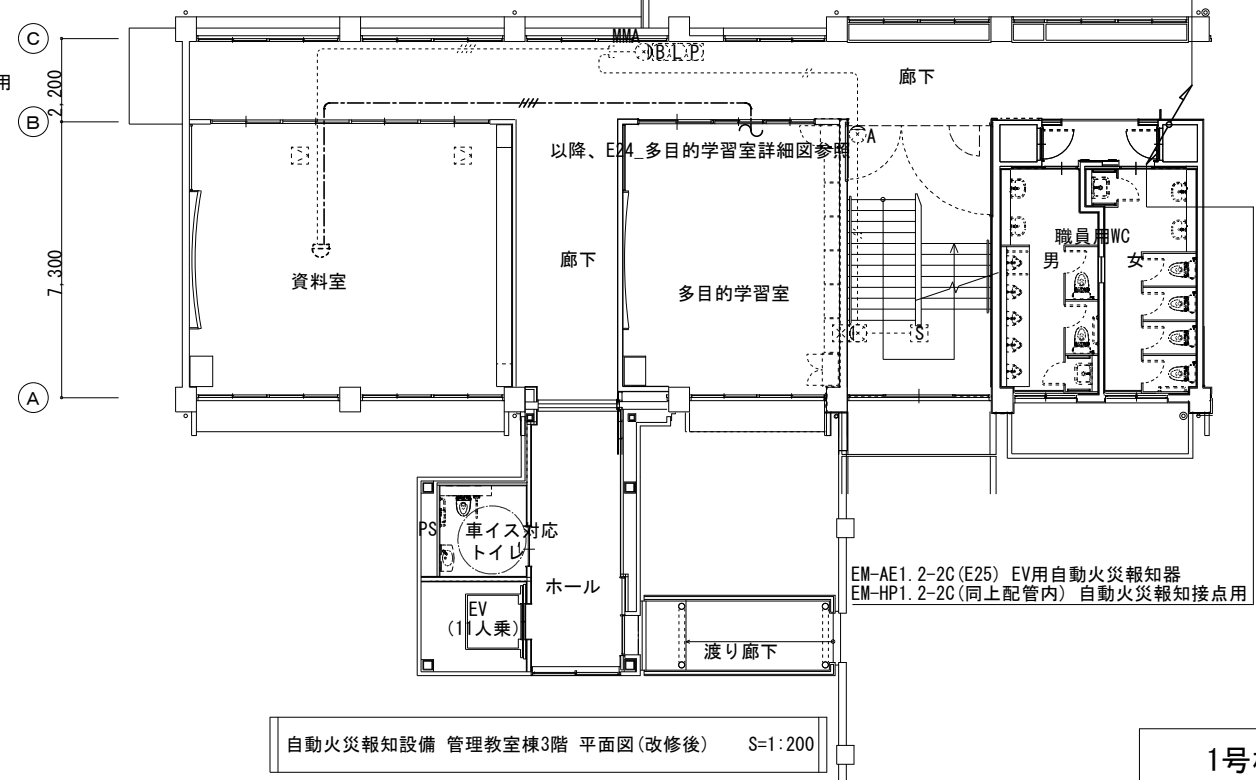 C
用
2,200
B
7,300
A
MMA
B L P
廊下
A
以降、E24_多目的学習室詳細図参照
資料室
廊下
多目的学習室
職員用WC
男
女
S
PS
車イス対応
トイレ
ホール
EV
(11人乗)
渡り廊下
EM-AE1.2-2C(E25) EV用自動火災報知器
EM-HP1.2-2C(同上配管内) 自動火災報知接点用
自動火災報知設備 管理教室棟3階 平面図(改修後) S=1:200
1号